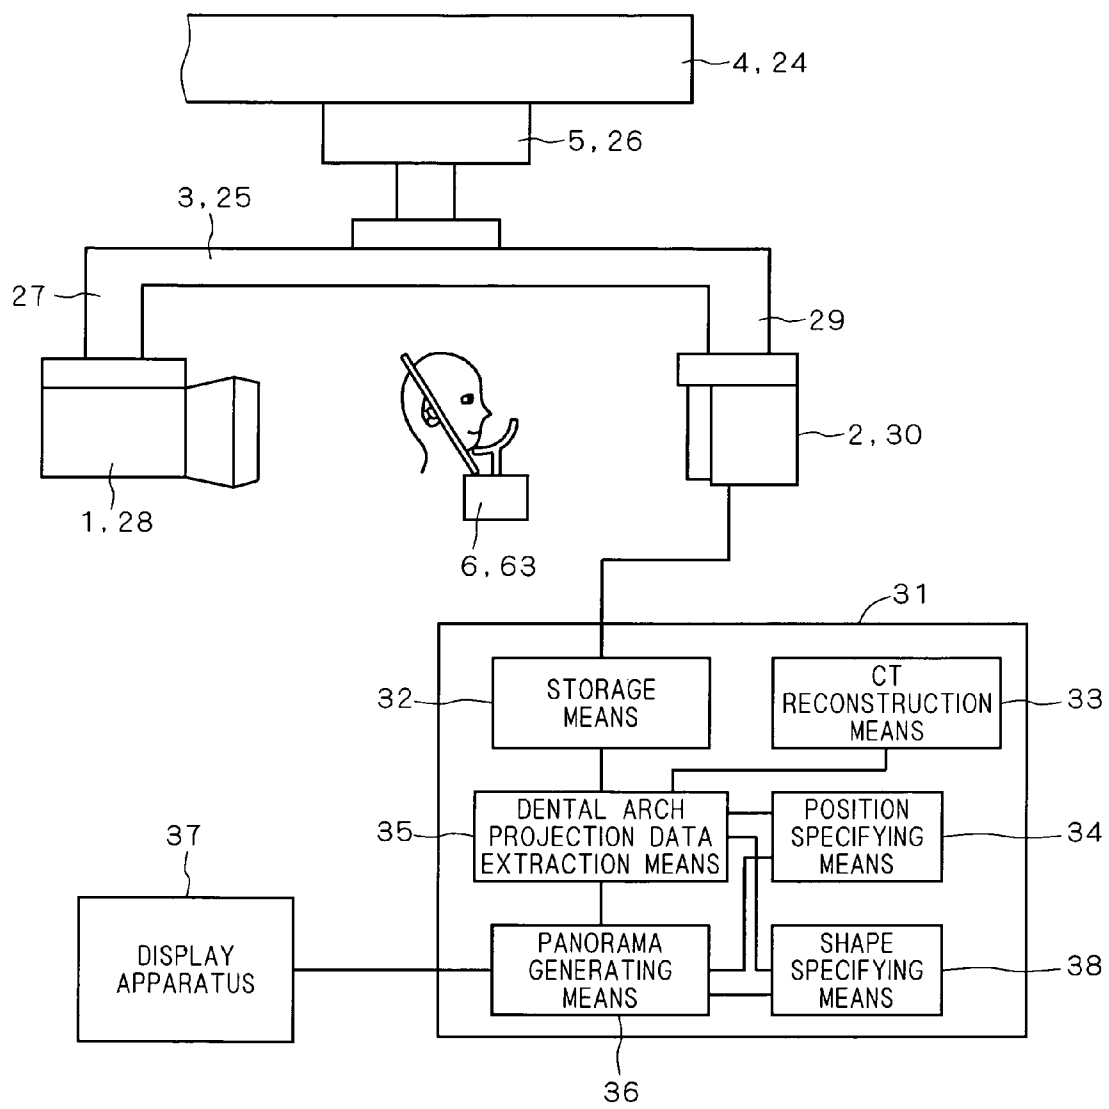 4, 24
5, 26
3, 25
27
29
2, 30
1, 28
6, 63
31
32
STORAGE
MEANS
CT
RECONSTRUCTION
MEANS
33
35
DENTAL ARCH
PROJECTION DATA
EXTRACTION MEANS
POSITION
SPECIFYING
MEANS
34
37
DISPLAY
APPARATUS
PANORAMA
GENERATING
MEANS
SHAPE
SPECIFYING
MEANS
38
36